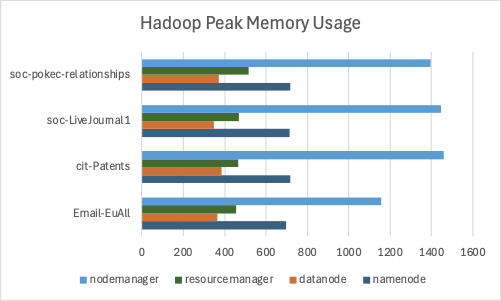 Hadoop Peak Memory Usage
soc-pokec-relationships
soc-LiveJournal1
cit-Patents
Email-EuAll
0 200 400 600 800 1000 1200 1400 1600
nodemanager resourcemanager datanode namenode